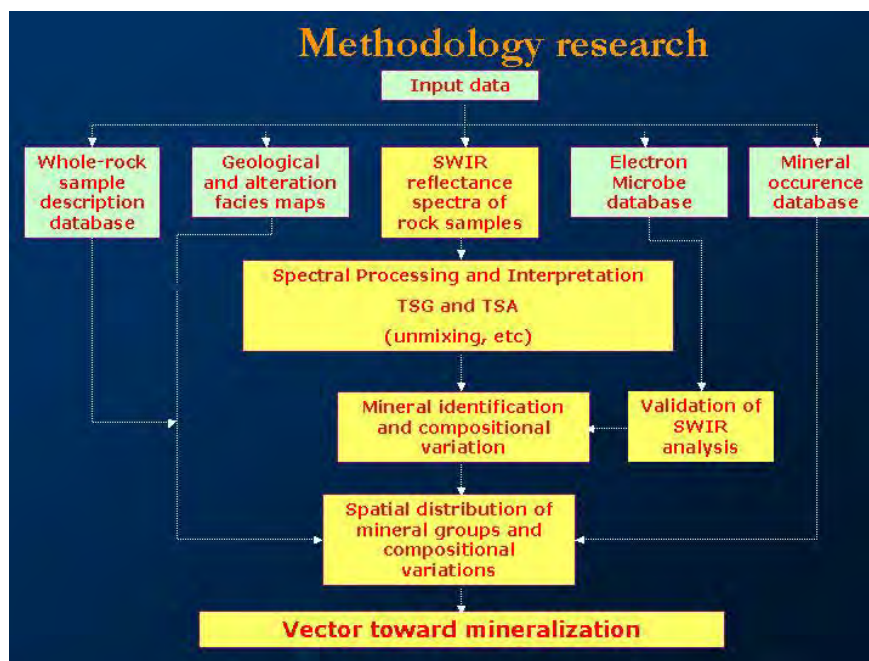 Methodology research
Input data
Whole-rock
sample
description
database
Geological
and alteration
facies maps
SWIR
reflectance
spectra of
rock samples
Electron
Microbe
database
Mineral
occurence
database
Spectral Processing and Interpretation
TSG and TSA
(unmixing, etc)
Mineral identification
and compositional
variation
Validation of
SWIR
analysis
Spatial distribution of
mineral groups and
compositional
variations
Vector toward mineralization